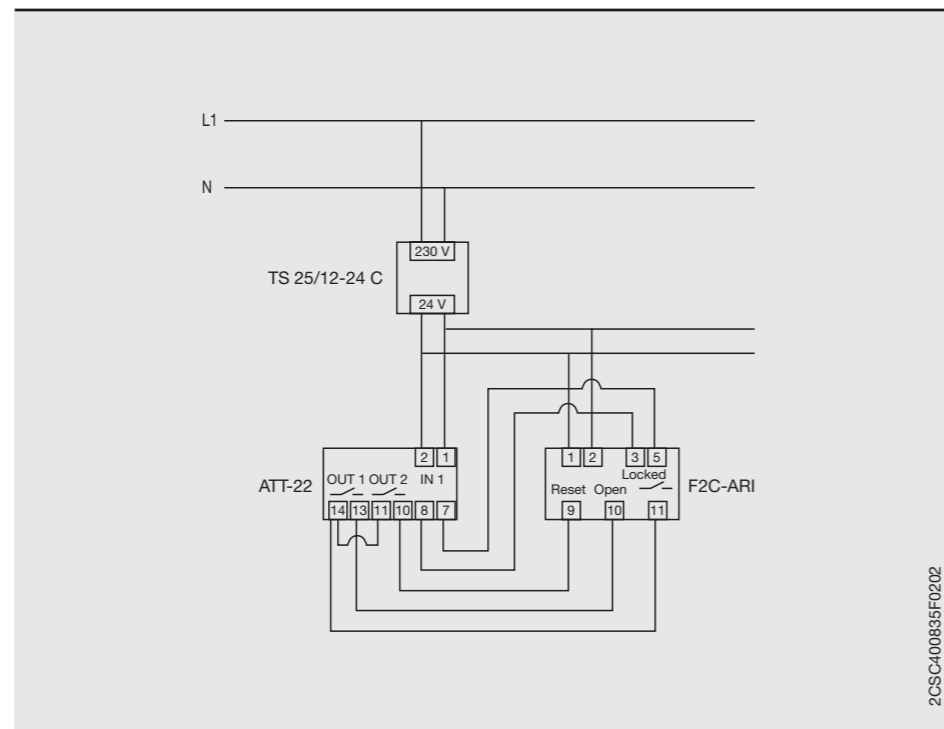 L1
N
230 V
TS 25/12-24 C
24 V
2 1
1 2 3 5
ATT-22
OUT 1 OUT 2 IN 1
Locked
Reset Open
F2C-ARI
14 13 11 10 8 7
9 10 11
2CSC400835F0202